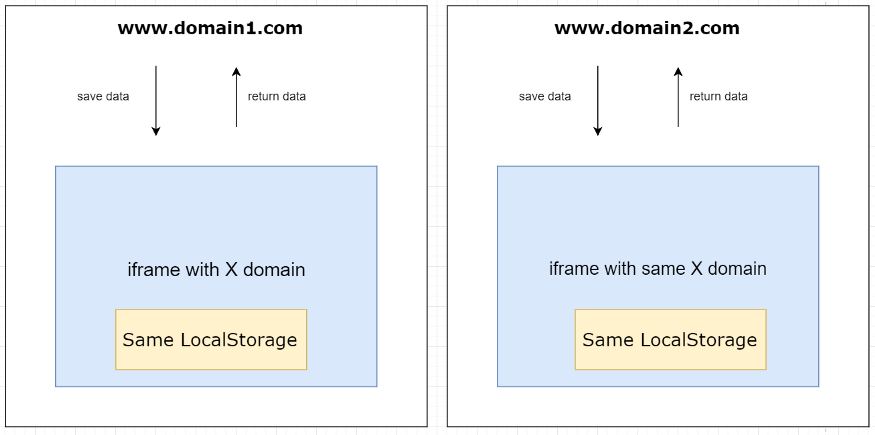 www.domain1.com
save data
return data
iframe with X domain
Same LocalStorage
www.domain2.com
save data
return data
iframe with same X domain
Same LocalStorage